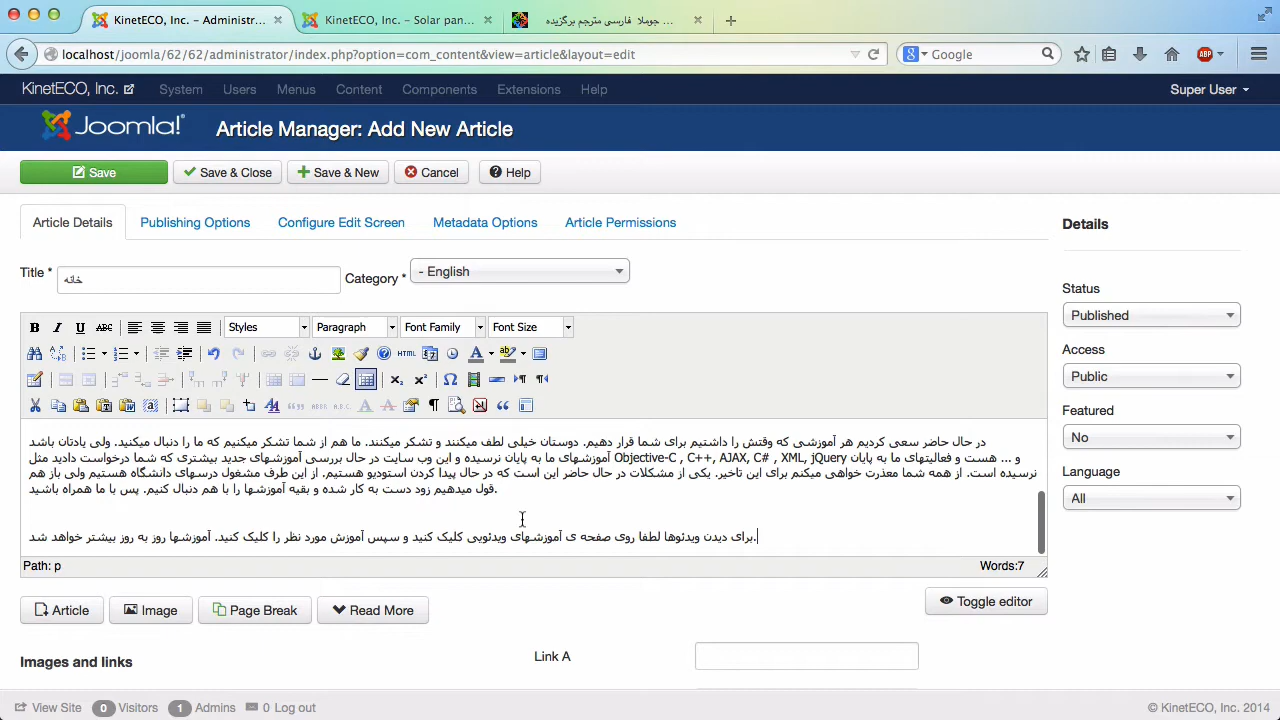 KinetECO, Inc. - Administr...
KinetECO, Inc. - Solar pan...
جوملا فارسی مترجم برگزیده ...
localhost/joomla/62/62/administrator/index.php?option=com_content&view=article&layout=edit
Google
ABP
KinetECO, Inc. System Users Menus Content Components Extensions Help Super User
Joomla! Article Manager: Add New Article
Save Save & Close Save & New Cancel Help
Article Details Publishing Options Configure Edit Screen Metadata Options Article Permissions
Details
Title * خانه Category * - English
Status
Published
B I U ABC Styles Paragraph Font Family Font Size
Access
HTML
Public
Featured
No
در حال حاضر سعی کردیم هر آموزشی که وقتش را داشتیم برای شما قرار دهیم. دوستان خیلی لطف میکنند و تشکر میکنند. ما هم از شما تشکر میکنیم که ما را دنبال میکنید. ولی یادتان باشد
آموزشهای ما به پایان نرسیده و این وب سایت در حال بررسی آموزشهای جدید بیشتری که شما درخواست دادید مثل Objective-C , C++, AJAX, C# , XML, jQuery و ... هست و فعالیتهای ما به پایان
نرسیده است. از همه شما معذرت خواهی میکنم برای این تاخیر. یکی از مشکلات در حال حاضر این است که در حال پیدا کردن استودیو هستیم. از این طرف مشغول درسهای دانشگاه هستیم ولی باز هم
قول میدهیم زود دست به کار شده و بقیه آموزشها را با هم دنبال کنیم. پس با ما همراه باشید.
برای دیدن ویدئوها لطفا روی صفحه ی آموزشهای ویدئویی کلیک کنید و سپس آموزش مورد نظر را کلیک کنید. آموزشها روز به روز بیشتر خواهد شد.
Language
All
Path: p Words:7
Article Image Page Break Read More Toggle editor
Images and links Link A
View Site 0 Visitors 1 Admins 0 Log out © KinetECO, Inc. 2014